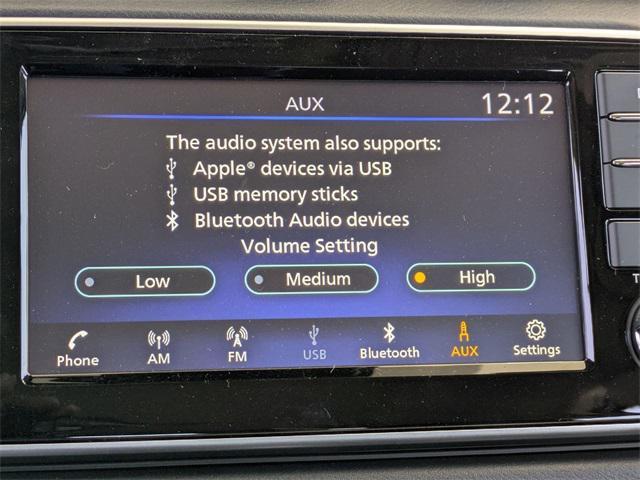 AUX
12:12
The audio system also supports:
Apple® devices via USB
USB memory sticks
Bluetooth Audio devices
Volume Setting
Low Medium High
Phone AM FM USB Bluetooth AUX Settings